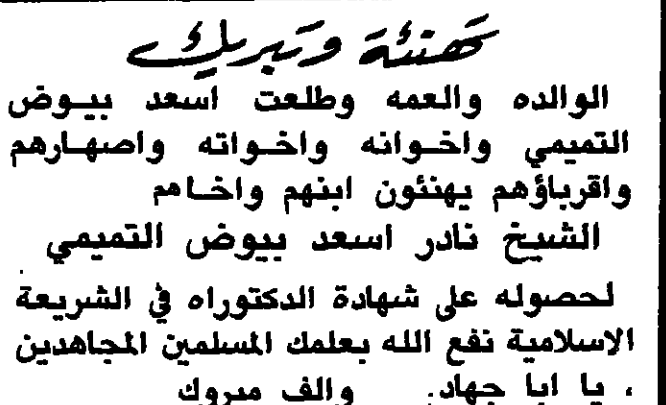 تهنئة وتبريك
الوالده والعمه وطلعت اسعد بيوض
التميمي واخوانه واخواته واصهارهم
واقرباؤهم يهنئون ابنهم واخاهم
الشيخ نادر اسعد بيوض التميمي
لحصوله على شهادة الدكتوراه في الشريعة
الاسلامية نفع الله بعلمك المسلمين المجاهدين
، يا ابا جهاد. والف مبروك